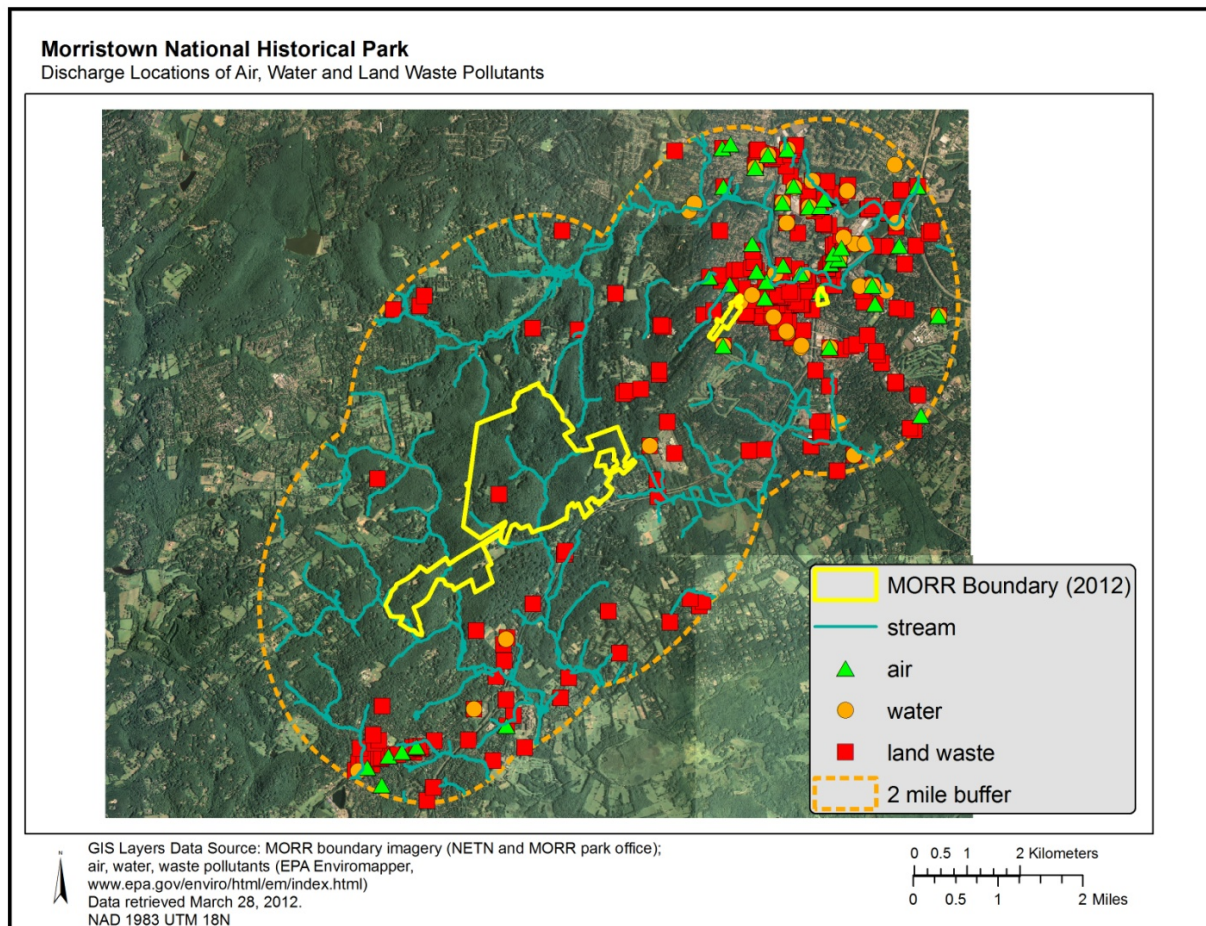 Morristown National Historical Park
Discharge Locations of Air, Water and Land Waste Pollutants
MORR Boundary (2012)
stream
air
water
land waste
2 mile buffer
N
GIS Layers Data Source: MORR boundary imagery (NETN and MORR park office);
air, water, waste pollutants (EPA Enviromapper,
www.epa.gov/enviro/html/em/index.html)
Data retrieved March 28, 2012.
NAD 1983 UTM 18N
0 0.5 1 2 Kilometers
0 0.5 1 2 Miles